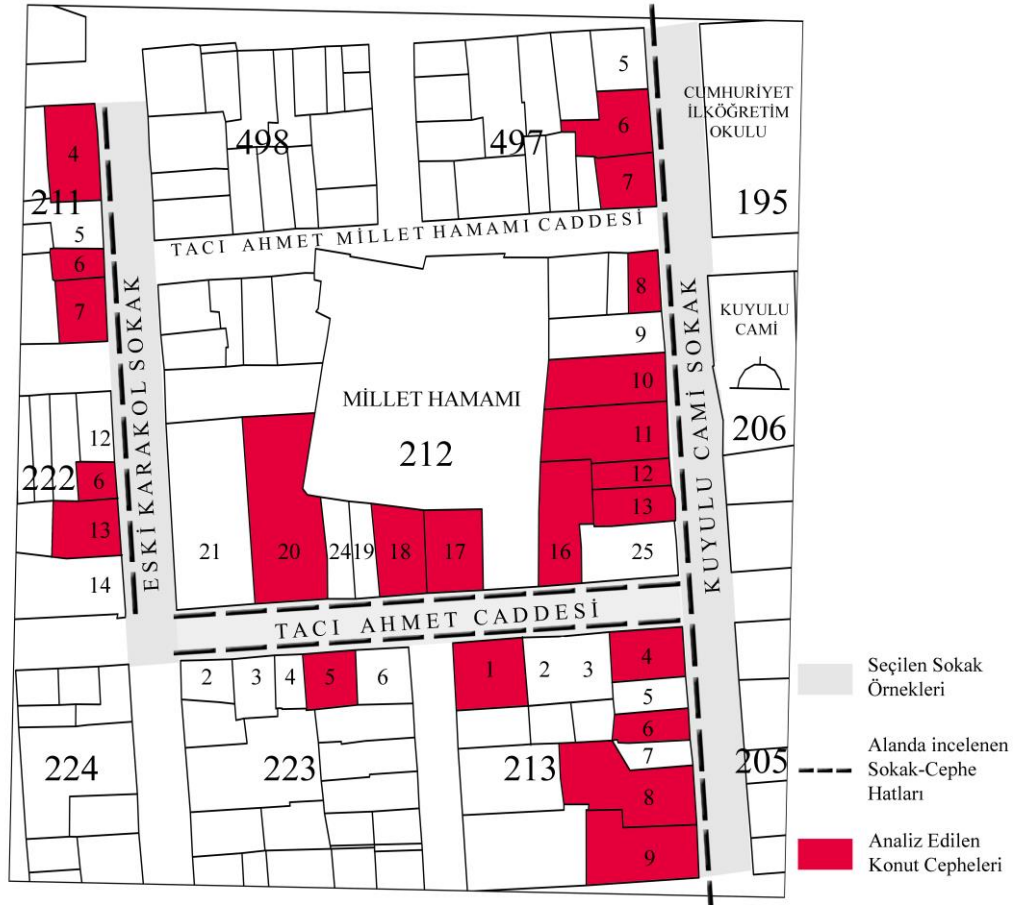 5
CUMHURİYET
İLKÖĞRETİM
OKULU
6
498
497
4
7
211
195
5
TACI AHMET MİLLET HAMAMI CADDESİ
6
7
8
ESKİ KARAKOL SOKAK
KUYULU CAMİ SOKAK
KUYULU
CAMİ
9
10
MİLLET HAMAMI
11
206
12
212
222
6
12
13
13
21
20
24
19
18
17
16
25
14
TACI AHMET CADDESİ
2
3
4
5
6
1
2
3
4
5
6
7
224
223
213
205
8
9
Seçilen Sokak
Örnekleri
Alanda incelenen
Sokak-Cephe
Hatları
Analiz Edilen
Konut Cepheleri